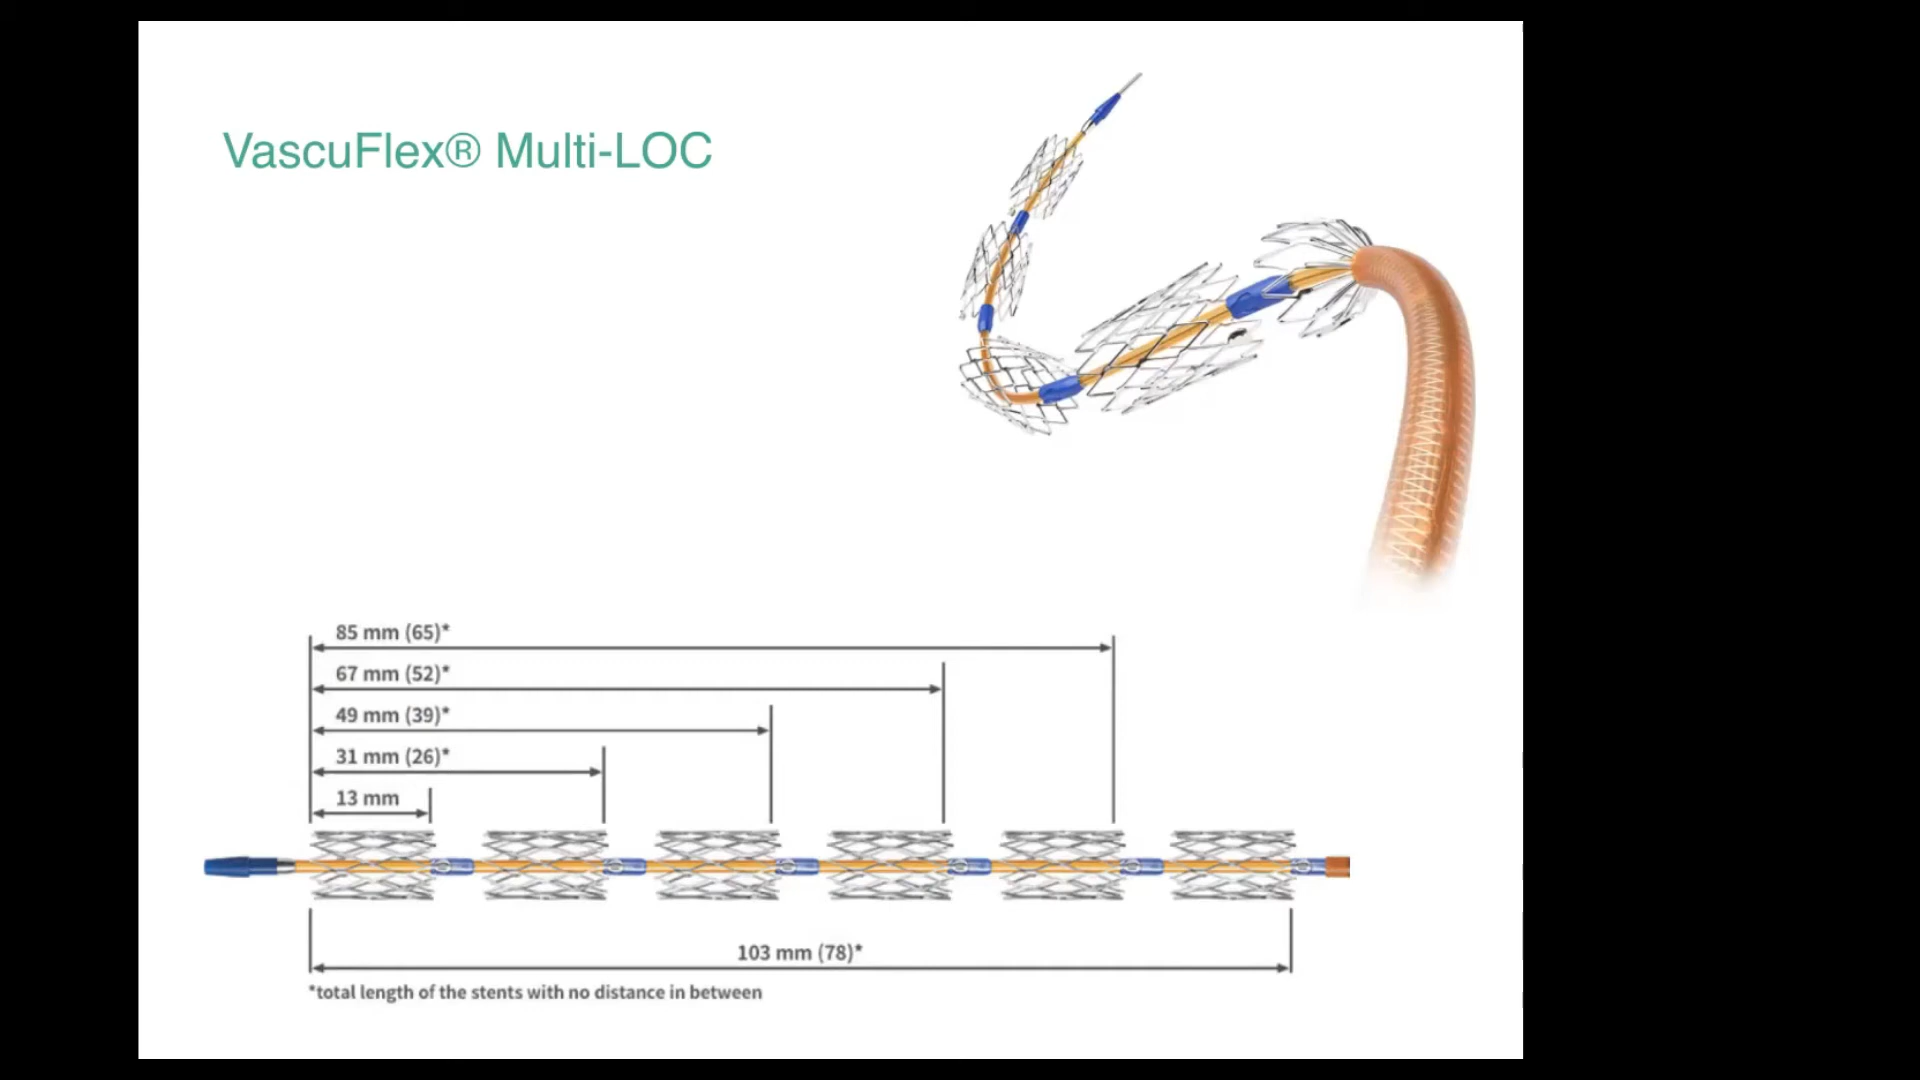 VascuFlex® Multi-LOC
85 mm (65)*
67 mm (52)*
49 mm (39)*
31 mm (26)*
13 mm
103 mm (78)*
*total length of the stents with no distance in between